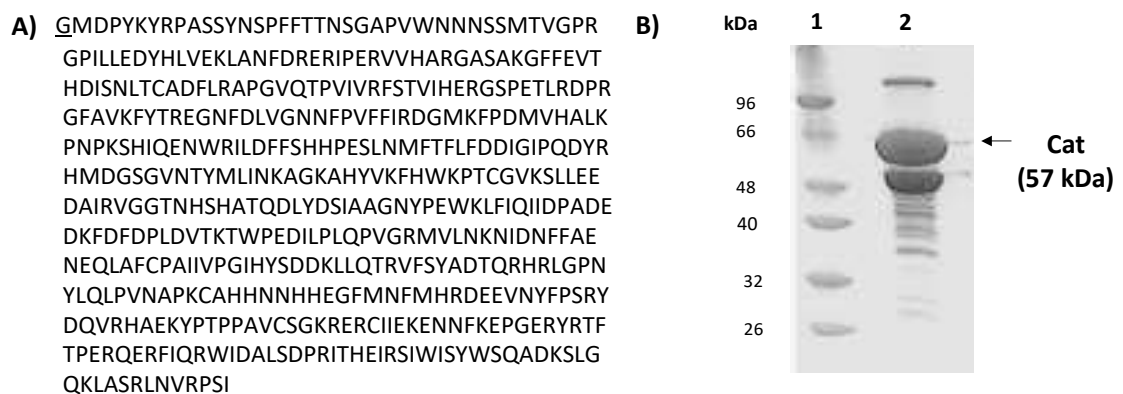 A) GMDPYKYRPASSYNSPFFTTNSGAPVWNNNSSMTVGPR
GPILLEDYHLVEKLANFDRERIPERVVHARGASAKGFFEVT
HDISNLTCADFLRAPGVQTPVIVRFSTVIHERGSPETLRDPR
GFAVKFYTREGNFDLVGNNFPVFFIRDGMKFPDMVHALK
PNPKSHIQENWRILDFFSHHPESLNMFTFLFDDIGIPQDYR
HMDGSGVNTYMLINKAGKAHYVKFHWKPTCGVKSLLEE
DAIRVGGTNHSHATQDLYDSIAAGNYPEWKLFIQIIDPADE
DKFDFDPLDVTKTWPEDILPLQPVGRMVLNKNIDNFFAE
NEQLAFCPAIIVPGIHYSDDKLLQTRVFSYADTQRHRLGPN
YLQLPVNAPKCAHHNNHHEGFMNFMHRDEEVNYFPSRY
DQVRHAEKYPTPPAVCSGKRERCIIEKENNFKEPGERYRTF
TPERQERFIQRWIDALSDPRITHEIRSIWISYWSQADKSLG
QKLASRLNVRPSI
B)
kDa 1 2
96
66
48
40
32
26
Cat
(57 kDa)